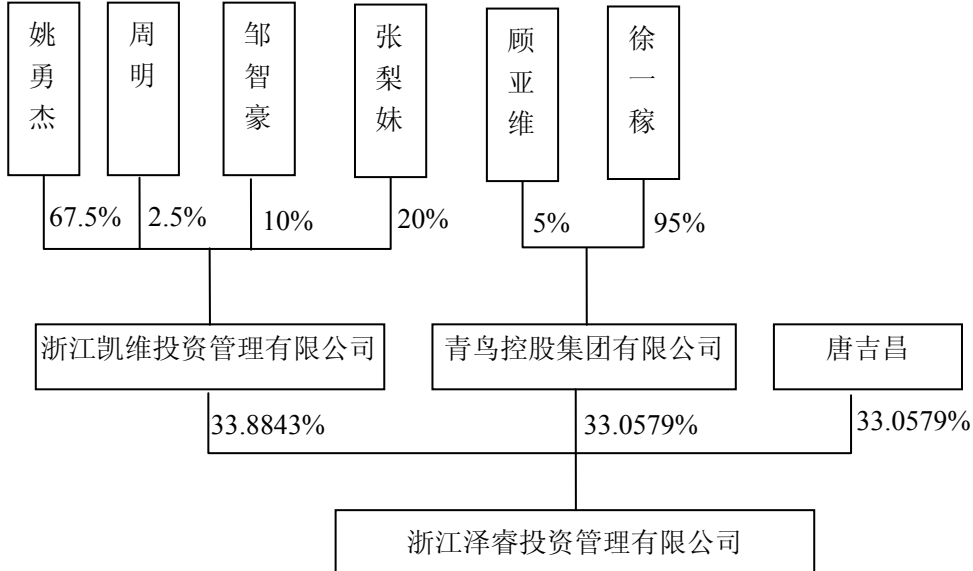 姚勇杰
周明
邹智豪
张梨妹
顾亚维
徐一稼
67.5%
2.5%
10%
20%
5%
95%
浙江凯维投资管理有限公司
青鸟控股集团有限公司
唐吉昌
33.8843%
33.0579%
33.0579%
浙江泽睿投资管理有限公司